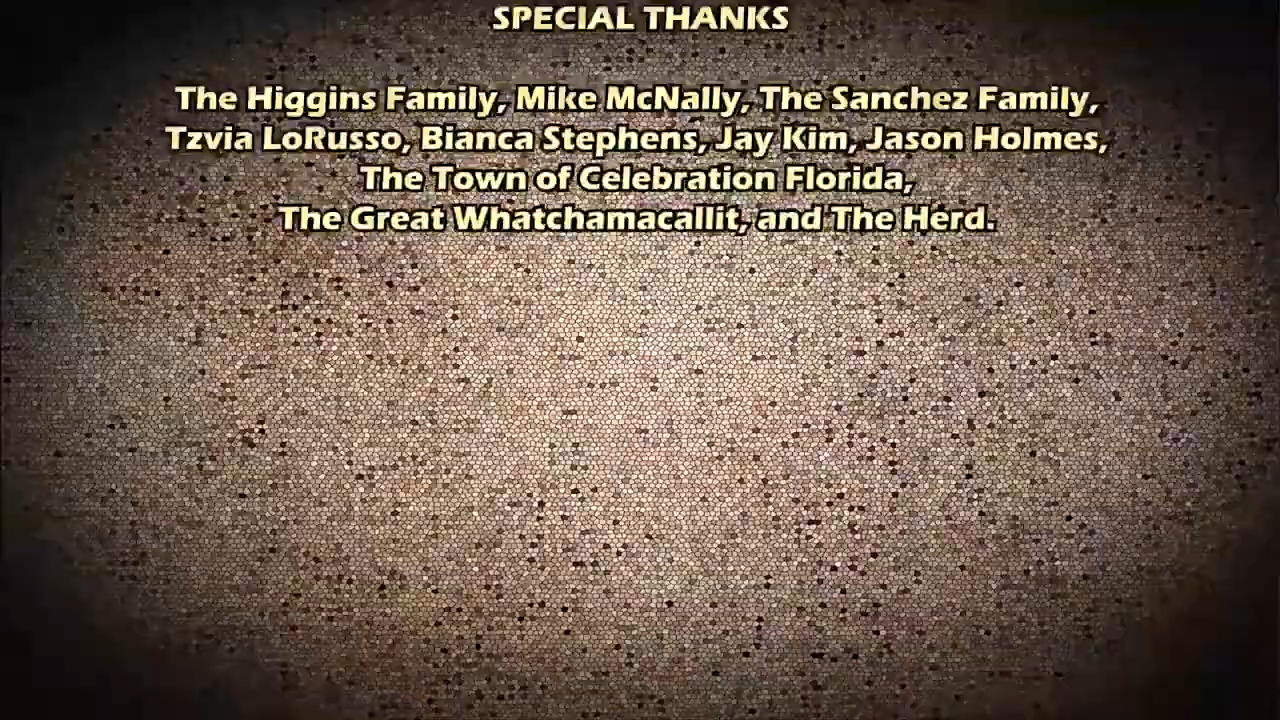 SPECIAL THANKS
The Higgins Family, Mike McNally, The Sanchez Family,
Tzvia LoRusso, Bianca Stephens, Jay Kim, Jason Holmes,
The Town of Celebration Florida,
The Great Whatchamacallit, and The Herd.